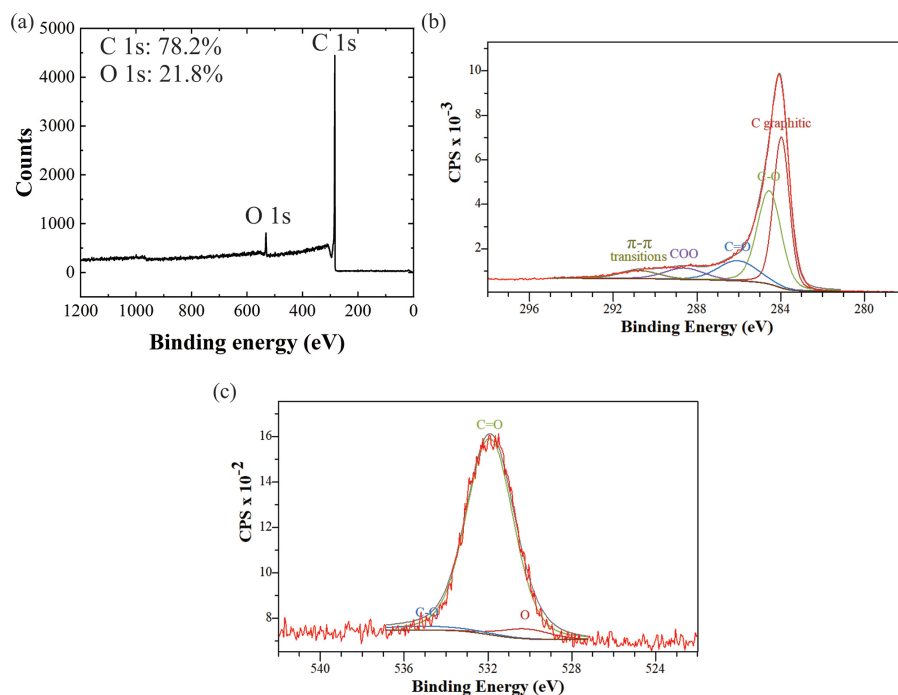 (a)
C 1s: 78.2%
O 1s: 21.8%
C 1s
O 1s
5000
4000
3000
2000
1000
0
1200 1000 800 600 400 200 0
Counts
Binding energy (eV)
(b)
C graphitic
C-O
C=O
COO
π-π
transitions
10
8
6
4
2
296 292 288 284 280
CPS x 10⁻³
Binding Energy (eV)
(c)
C=O
C-O
O
16
14
12
10
8
540 536 532 528 524
CPS x 10⁻²
Binding Energy (eV)